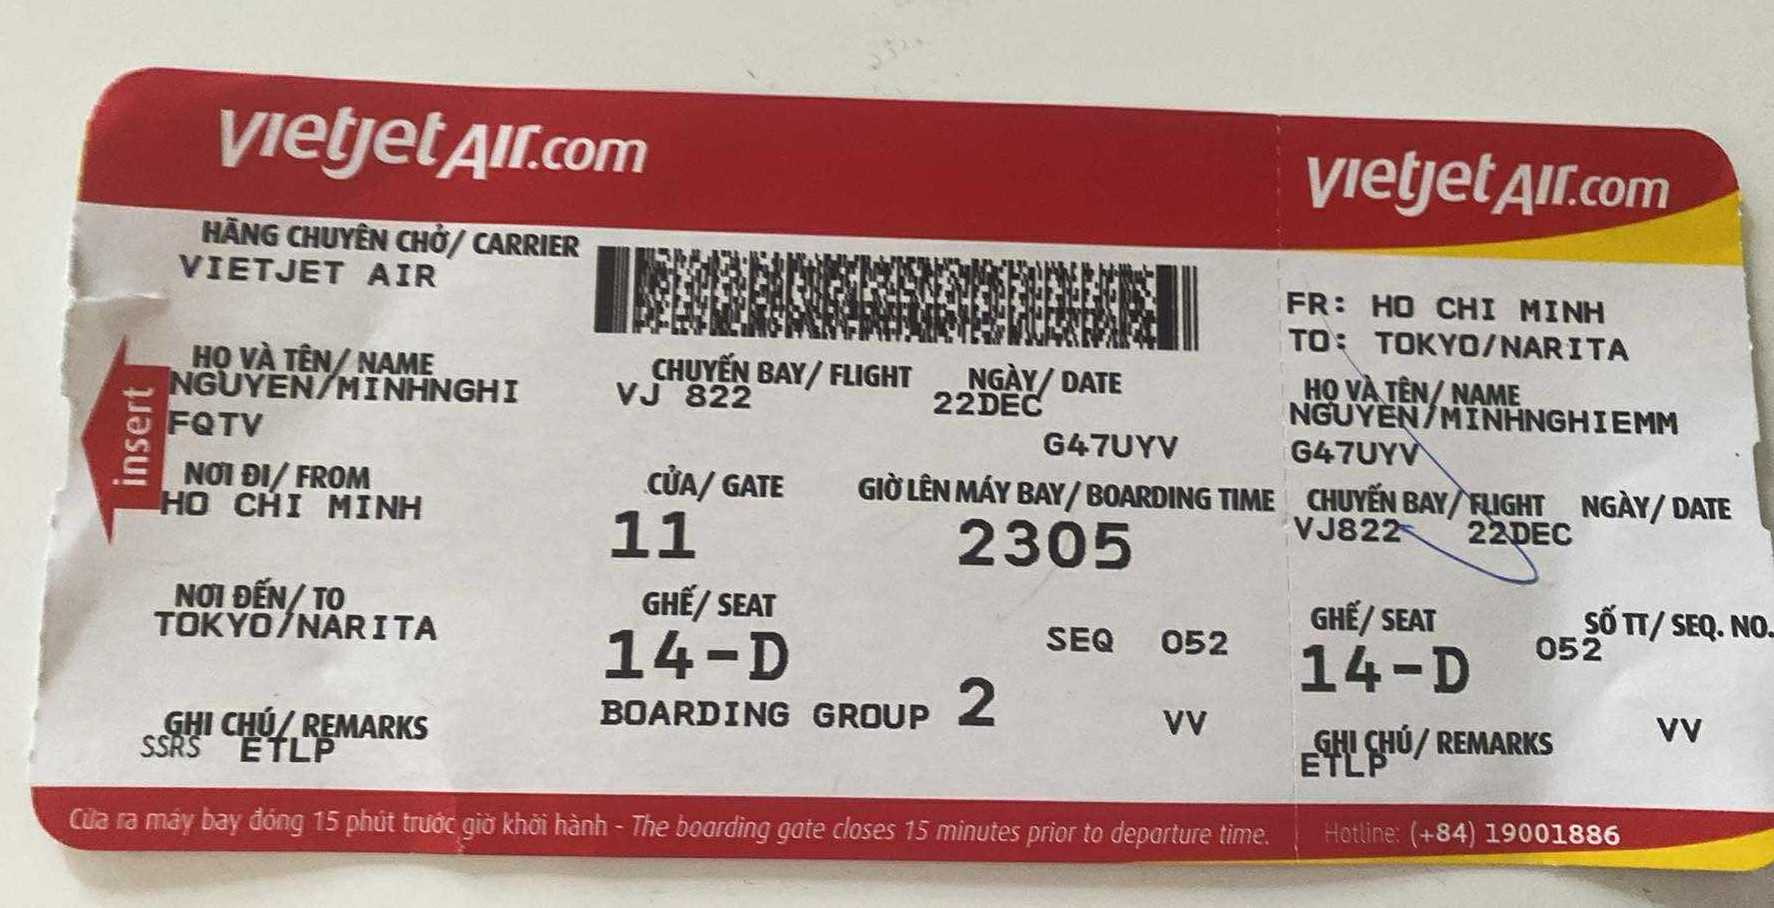 vietjetAir.com
HÃNG CHUYÊN CHỞ/ CARRIER
VIETJET AIR
HỌ VÀ TÊN/ NAME
NGUYEN/MINHNGHI
FQTV
CHUYẾN BAY/ FLIGHT
VJ 822
NGÀY/ DATE
22DEC
G47UYV
insert
NƠI ĐI/ FROM
HO CHI MINH
CỬA/ GATE
11
GIỜ LÊN MÁY BAY/ BOARDING TIME
2305
NƠI ĐẾN/ TO
TOKYO/NARITA
GHẾ/ SEAT
14-D
SEQ 052
BOARDING GROUP 2
VV
GHI CHÚ/ REMARKS
SSRS ETLP
Cửa ra máy bay đóng 15 phút trước giờ khởi hành - The boarding gate closes 15 minutes prior to departure time.
vietjetAir.com
FR: HO CHI MINH
TO: TOKYO/NARITA
HỌ VÀ TÊN/ NAME
NGUYEN/MINHNGHIEMM
G47UYV
CHUYẾN BAY/ FLIGHT NGÀY/ DATE
VJ822 22DEC
GHẾ/ SEAT
14-D
SỐ TT/ SEQ. NO.
052
VV
GHI CHÚ/ REMARKS
ETLP
Hotline: (+84) 19001886